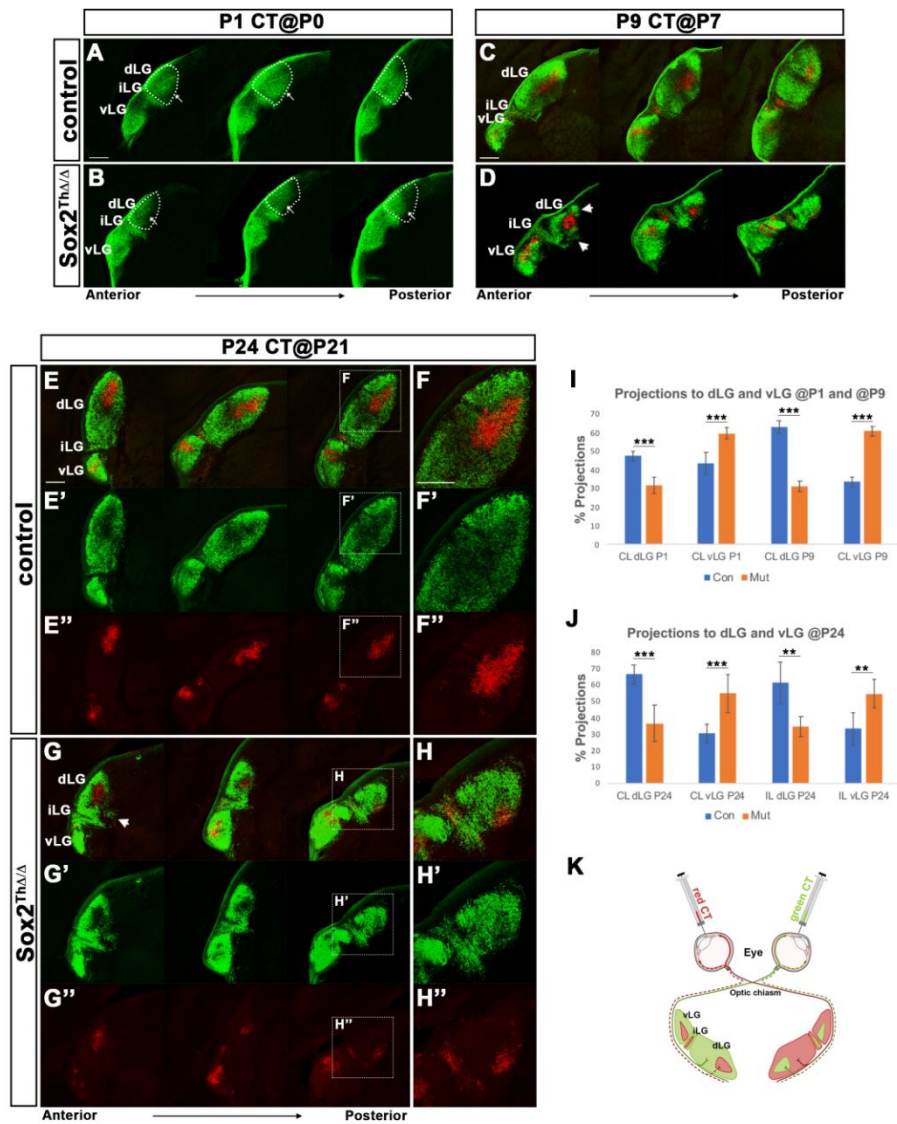 P1 CT@P0
P9 CT@P7
control
Sox2ThΔ/Δ
A
dLG
iLG
vLG
B
dLG
iLG
vLG
Anterior
Posterior
C
dLG
iLG
vLG
D
dLG
iLG
vLG
Anterior
Posterior
P24 CT@P21
control
E
dLG
iLG
vLG
F
F
E’
F’
F’
E”
F”
F”
Sox2ThΔ/Δ
G
dLG
iLG
vLG
H
H
G’
H’
H’
G”
H”
H”
Anterior
Posterior
I
Projections to dLG and vLG @P1 and @P9
% Projections
70
60
50
40
30
20
10
0
***
***
***
***
CL dLG P1
CL vLG P1
CL dLG P9
CL vLG P9
Con
Mut
J
Projections to dLG and vLG @P24
% Projections
80
70
60
50
40
30
20
10
0
***
***
**
**
CL dLG P24
CL vLG P24
IL dLG P24
IL vLG P24
Con
Mut
K
red CT
green CT
Eye
Optic chiasm
vLG
iLG
dLG